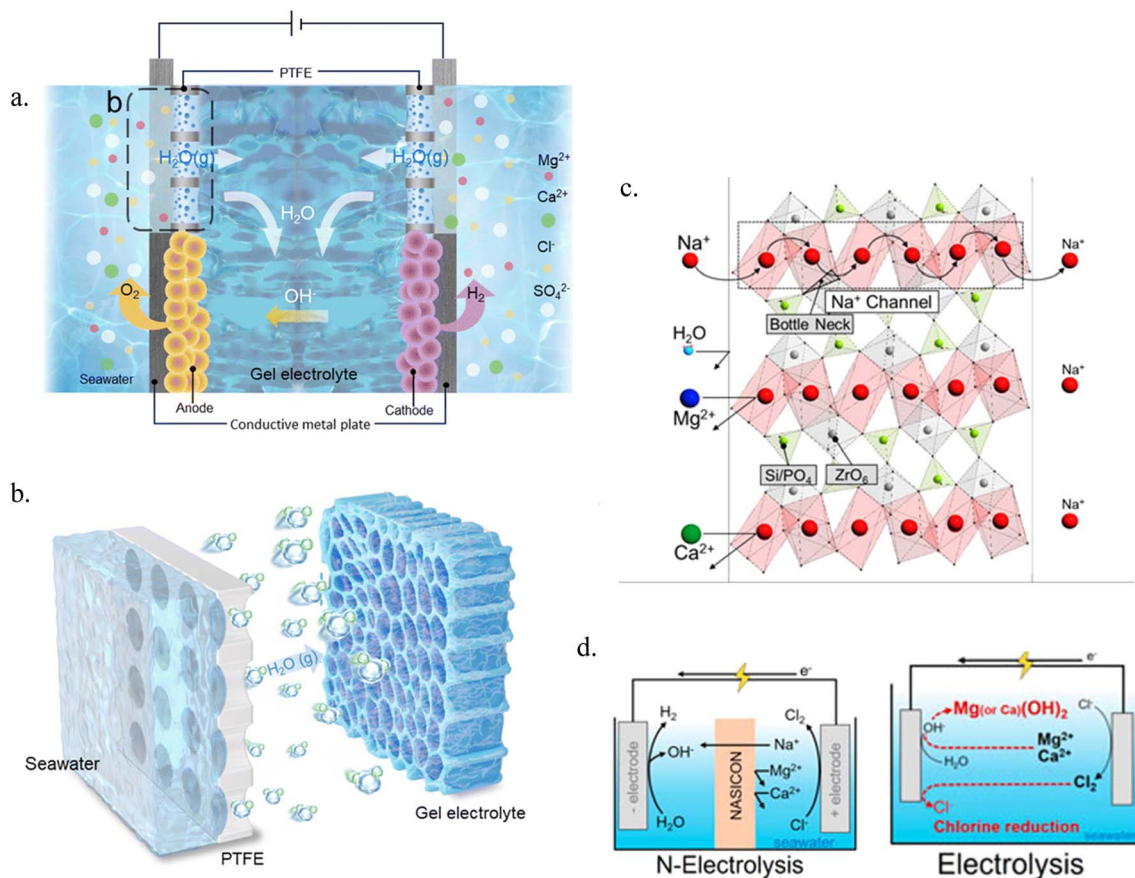 a.
PTFE
b
H₂O(g)
H₂O(g)
H₂O
OH⁻
O₂
H₂
Seawater
Anode
Gel electrolyte
Cathode
Conductive metal plate
Mg²⁺
Ca²⁺
Cl⁻
SO₄²⁻
b.
Seawater
PTFE
H₂O (g)
Gel electrolyte
c.
Na⁺
Na⁺
Na⁺ Channel
Bottle Neck
H₂O
Mg²⁺
Na⁺
Si/PO₄
ZrO₆
Ca²⁺
Na⁺
d.
e⁻
H₂
Cl₂
- electrode
OH⁻
NASICON
Na⁺
Mg²⁺
Ca²⁺
+ electrode
H₂O
Cl⁻
seawater
N-Electrolysis
e⁻
Mg(or Ca)(OH)₂
Cl⁻
OH⁻
Mg²⁺
Ca²⁺
H₂O
Cl₂
Cl⁻
Chlorine reduction
seawater
Electrolysis